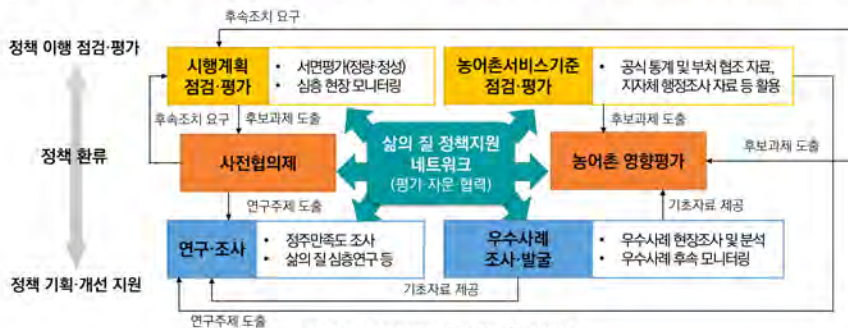 후속조치 요구
정책 이행 점검·평가
시행계획
점검·평가
• 서면평가(정량·정성)
• 심층 현장 모니터링
농어촌서비스기준
점검·평가
• 공식 통계 및 부처 협조 자료,
지자체 행정조사 자료 등 활용
후속조치 요구
후보과제 도출
후보과제 도출
정책 환류
사전협의제
삶의 질 정책지원
네트워크
(평가·자문·협력)
농어촌 영향평가
후보과제 도출
연구주제 도출
기초자료 제공
연구·조사
• 정주만족도 조사
• 삶의 질 심층연구 등
우수사례
조사·발굴
• 우수사례 현장조사 및 분석
• 우수사례 후속 모니터링
정책 기획·개선 지원
기초자료 제공
연구주제 도출